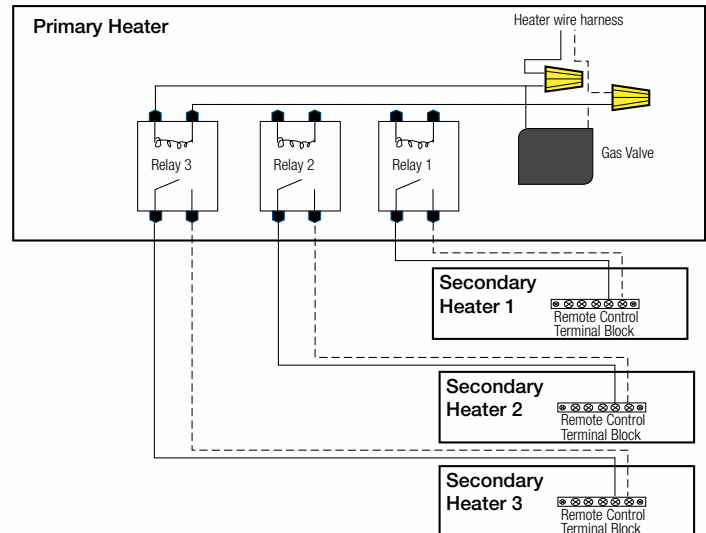 Primary Heater
Heater wire harness
Gas Valve
Relay 3
Relay 2
Relay 1
Secondary
Heater 1
Remote Control
Terminal Block
Secondary
Heater 2
Remote Control
Terminal Block
Secondary
Heater 3
Remote Control
Terminal Block